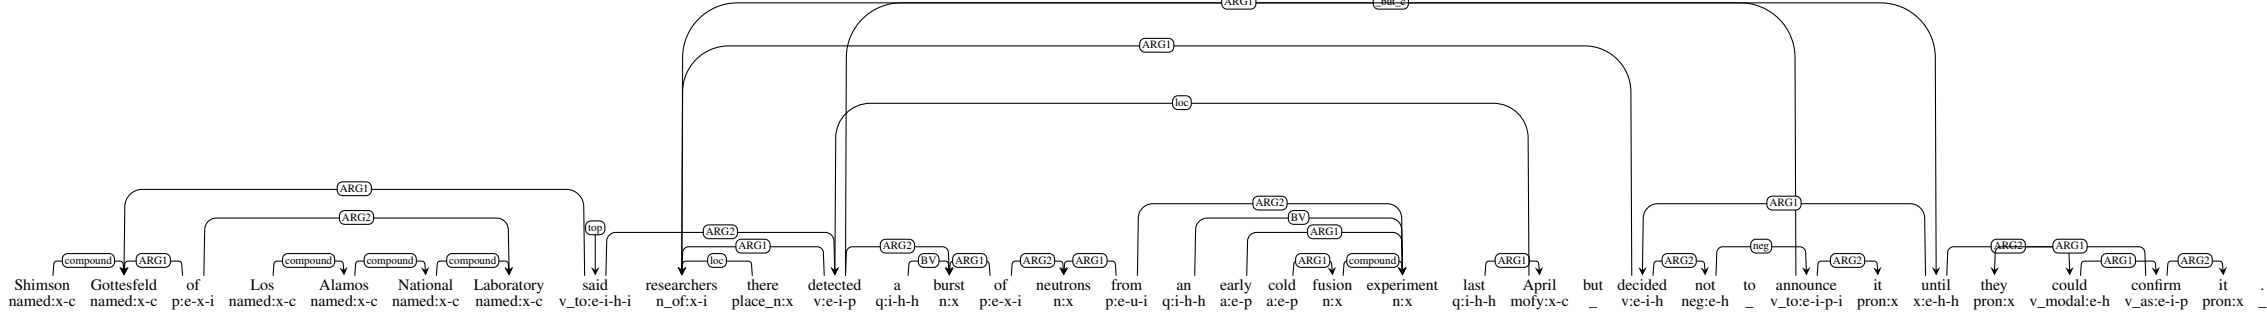 ARG1 _but_c
ARG1
loc
ARG1
ARG2 BV ARG1
ARG2 ARG2
top ARG2 ARG1
ARG1 ARG2 neg ARG2 ARG1
compound ARG1 compound compound compound loc BV ARG1 ARG2 ARG1 ARG1 compound ARG1 ARG2 ARG2 ARG1 ARG2
Shimson Gottesfeld of Los Alamos National Laboratory said researchers there detected a burst of neutrons from an early cold fusion experiment last April but decided not to announce it until they could confirm it .
named:x-c named:x-c p:e-x-i named:x-c named:x-c named:x-c named:x-c v_to:e-i-h-i n_of:x-i place_n:x v:e-i-p q:i-h-h n:x p:e-x-i n:x p:e-u-i q:i-h-h a:e-p a:e-p n:x n:x q:i-h-h mofy:x-c _ v:e-i-h neg:e-h _ v_to:e-i-p-i pron:x x:e-h-h pron:x v_modal:e-h v_as:e-i-p pron:x _